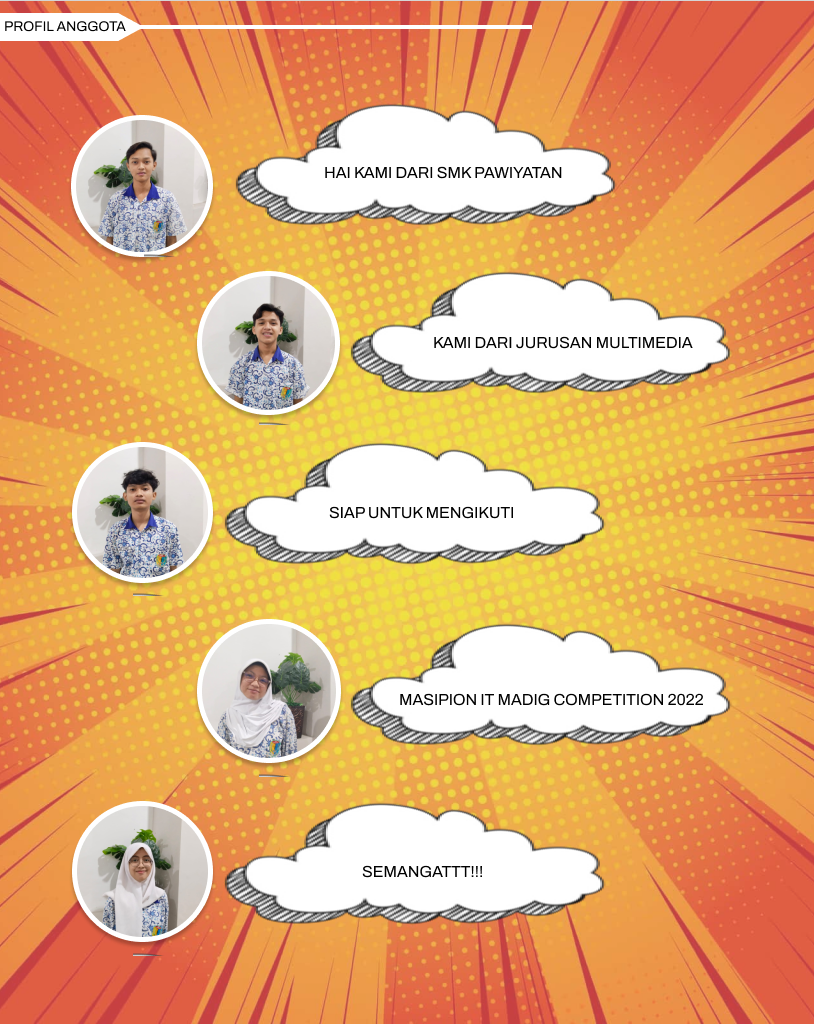 PROFIL ANGGOTA
HAI KAMI DARI SMK PAWIYATAN
KAMI DARI JURUSAN MULTIMEDIA
SIAP UNTUK MENGIKUTI
MASIPION IT MADIG COMPETITION 2022
SEMANGATTT!!!